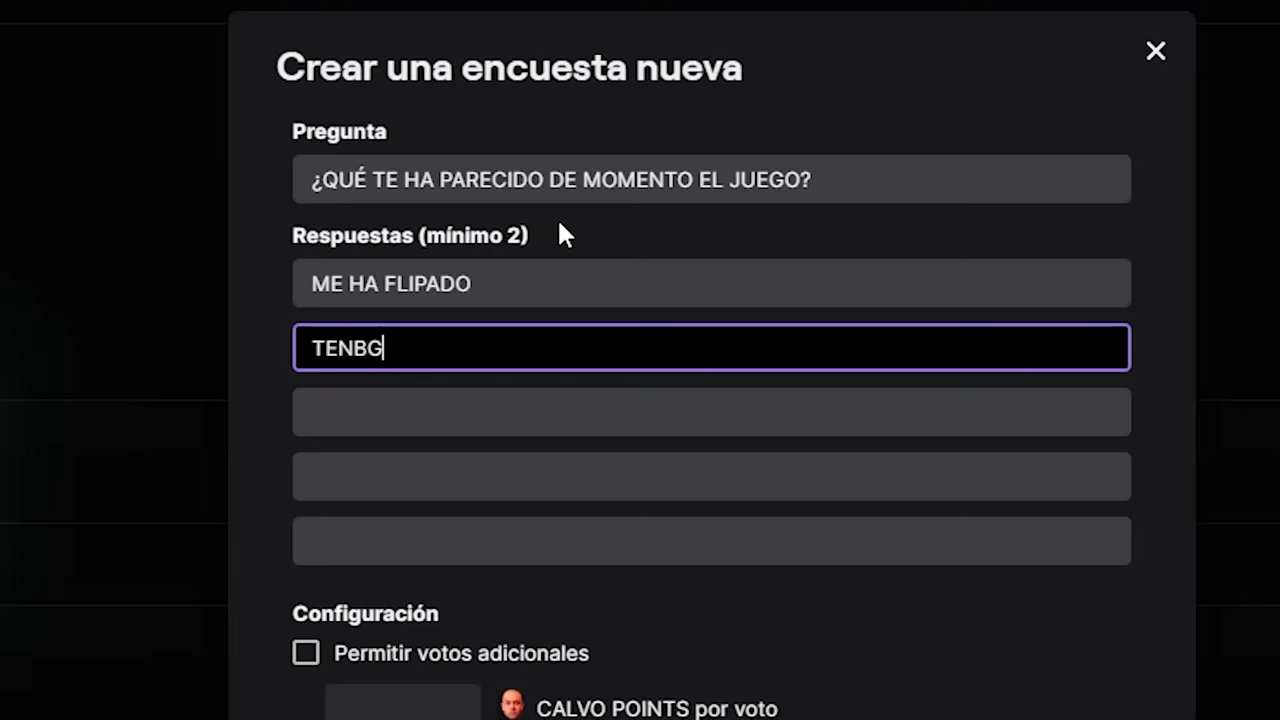 Crear una encuesta nueva
Pregunta
¿QUÉ TE HA PARECIDO DE MOMENTO EL JUEGO?
Respuestas (mínimo 2)
ME HA FLIPADO
TENBG
Configuración
Permitir votos adicionales
CALVO POINTS por voto